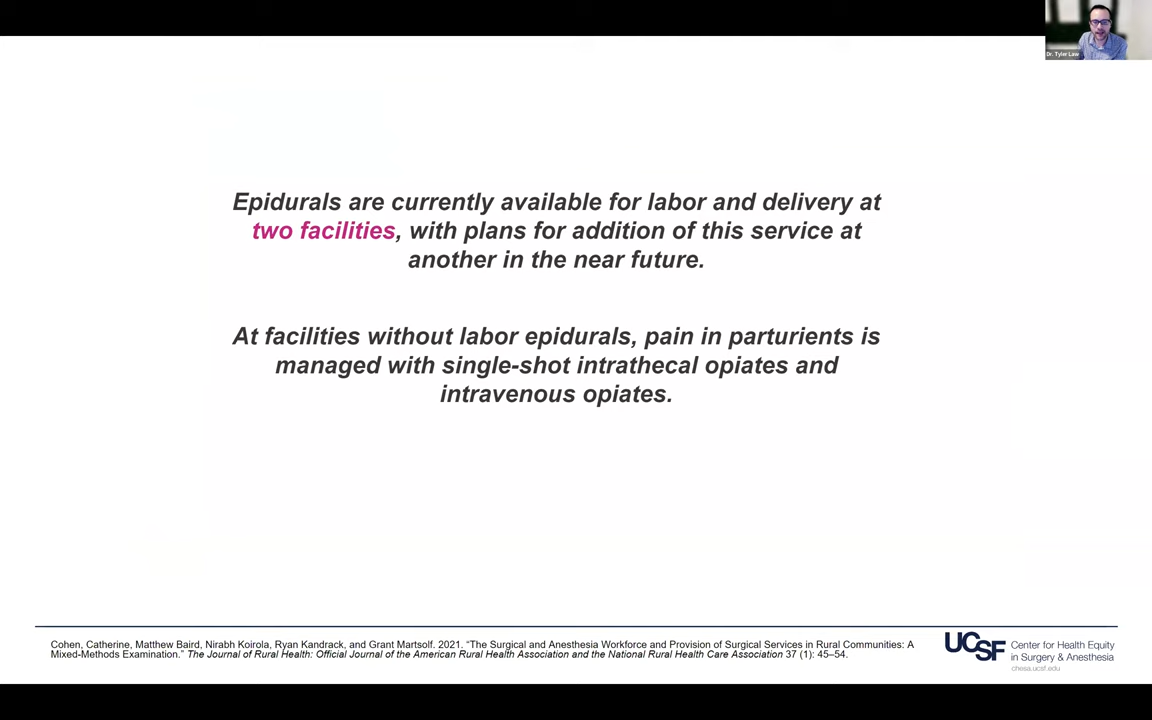 Dr. Tyler Law
Epidurals are currently available for labor and delivery at
two facilities, with plans for addition of this service at
another in the near future.
At facilities without labor epidurals, pain in parturients is
managed with single-shot intrathecal opiates and
intravenous opiates.
Cohen, Catherine, Matthew Baird, Nirabh Koirola, Ryan Kandrack, and Grant Martsolf. 2021. “The Surgical and Anesthesia Workforce and Provision of Surgical Services in Rural Communities: A
Mixed-Methods Examination.” The Journal of Rural Health: Official Journal of the American Rural Health Association and the National Rural Health Care Association 37 (1): 45–54.
UCSF
Center for Health Equity
in Surgery & Anesthesia
chesa.ucsf.edu